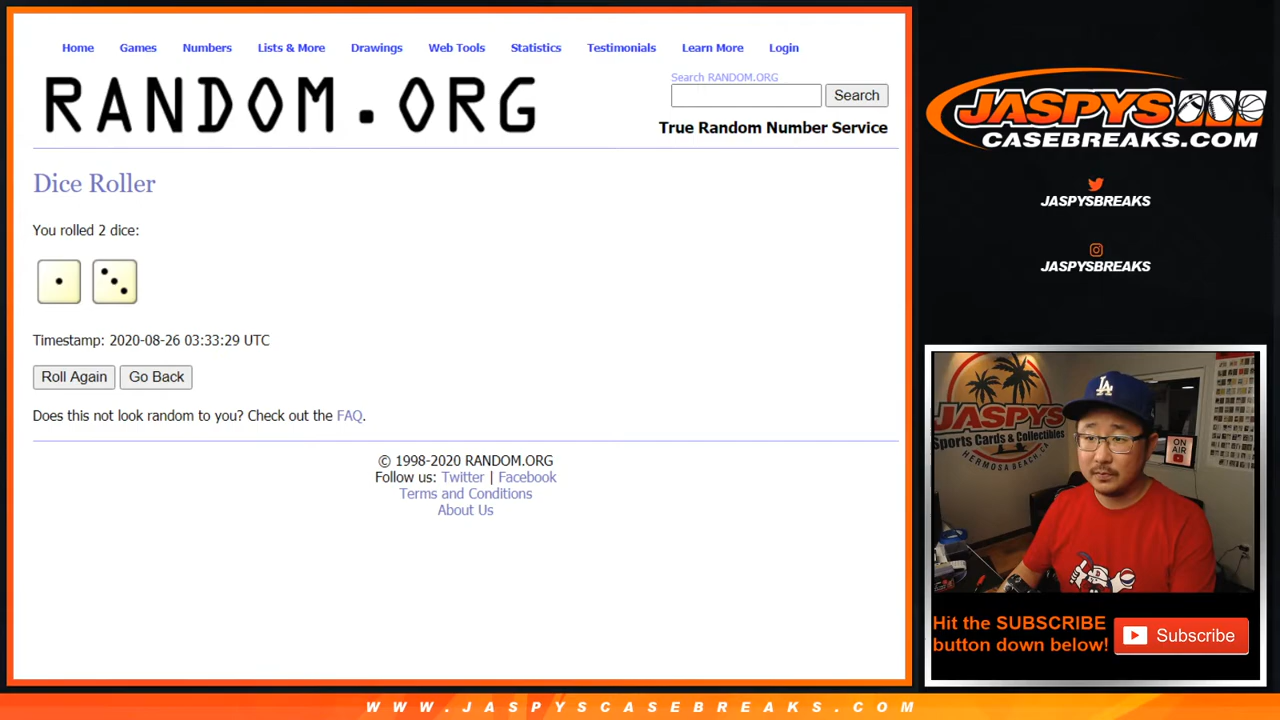 Home Games Numbers Lists & More Drawings Web Tools Statistics Testimonials Learn More Login
RANDOM.ORG
Search RANDOM.ORG
Search
True Random Number Service
Dice Roller
You rolled 2 dice:
Timestamp: 2020-08-26 03:33:29 UTC
Roll Again Go Back
Does this not look random to you? Check out the FAQ.
© 1998-2020 RANDOM.ORG
Follow us: Twitter | Facebook
Terms and Conditions
About Us
JASPYS
CASEBREAKS.COM
JASPYSBREAKS
JASPYSBREAKS
JASPYS
Sports Cards & Collectibles
HERMOSA BEACH, CA
LA
ON
AIR
Hit the SUBSCRIBE
button down below!
Subscribe
WWW.JASPYSCASEBREAKS.COM